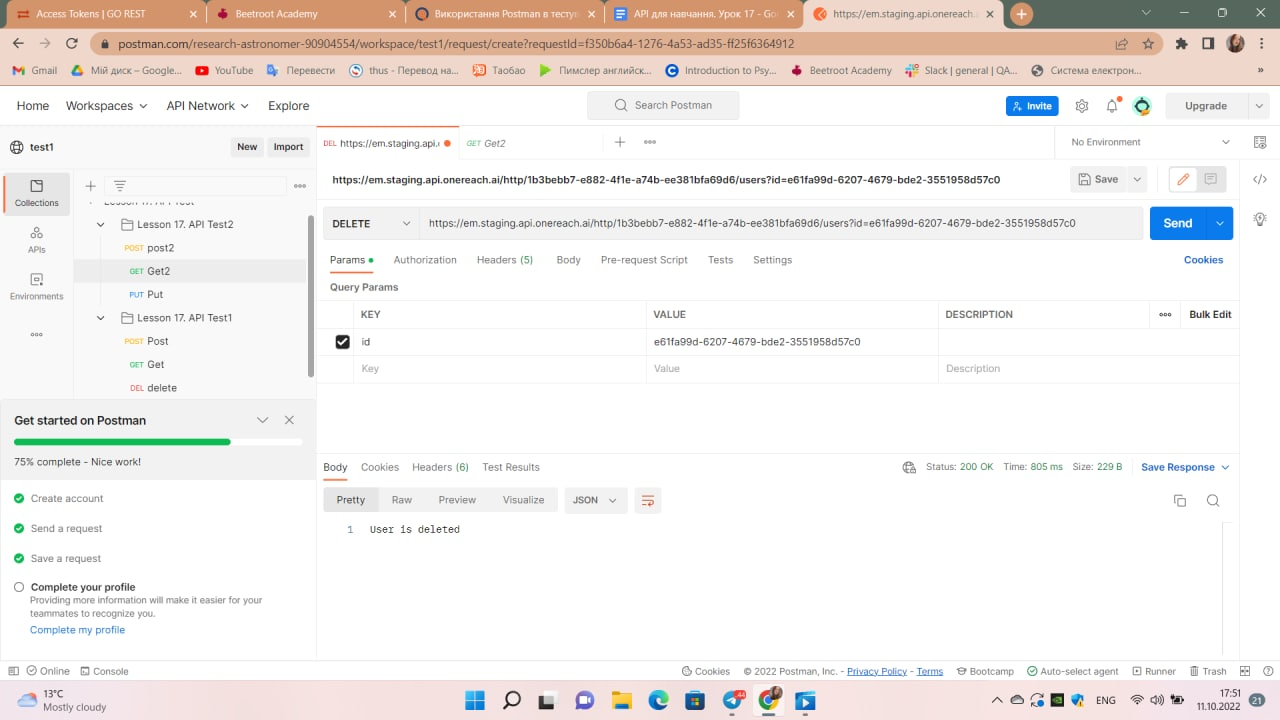 Access Tokens | GO REST
Beetroot Academy
Використання Postman в тестув
API для навчання. Урок 17 - Goo
https://em.staging.api.onereach.a
postman.com/research-astronomer-90904554/workspace/test1/request/create?requestId=f350b6a4-1276-4a53-ad35-ff25f6364912
Gmail
Мій диск – Google...
YouTube
Перевести
thus - Перевод на...
Таобао
Пимслер английск...
Introduction to Psy...
Beetroot Academy
Slack | general | QA...
Система електрон...
»
Home
Workspaces
API Network
Explore
Search Postman
Invite
Upgrade
test1
New
Import
DEL https://em.staging.api.
GET Get2
No Environment
Collections
APIs
Environments
Lesson 17. API Test
Lesson 17. API Test2
POST post2
GET Get2
PUT Put
Lesson 17. API Test1
POST Post
GET Get
DEL delete
https://em.staging.api.onereach.ai/http/1b3bebb7-e882-4f1e-a74b-ee381bfa69d6/users?id=e61fa99d-6207-4679-bde2-3551958d57c0
Save
DELETE
https://em.staging.api.onereach.ai/http/1b3bebb7-e882-4f1e-a74b-ee381bfa69d6/users?id=e61fa99d-6207-4679-bde2-3551958d57c0
Send
Params
Authorization
Headers (5)
Body
Pre-request Script
Tests
Settings
Cookies
Query Params
KEY
VALUE
DESCRIPTION
Bulk Edit
id
e61fa99d-6207-4679-bde2-3551958d57c0
Key
Value
Description
Get started on Postman
75% complete - Nice work!
Create account
Send a request
Save a request
Complete your profile
Providing more information will make it easier for your
teammates to recognize you.
Complete my profile
Body
Cookies
Headers (6)
Test Results
Status: 200 OK
Time: 805 ms
Size: 229 B
Save Response
Pretty
Raw
Preview
Visualize
JSON
1
User is deleted
Online
Console
Cookies
© 2022 Postman, Inc. - Privacy Policy - Terms
Bootcamp
Auto-select agent
Runner
Trash
13°C
Mostly cloudy
ENG
17:51
11.10.2022
21